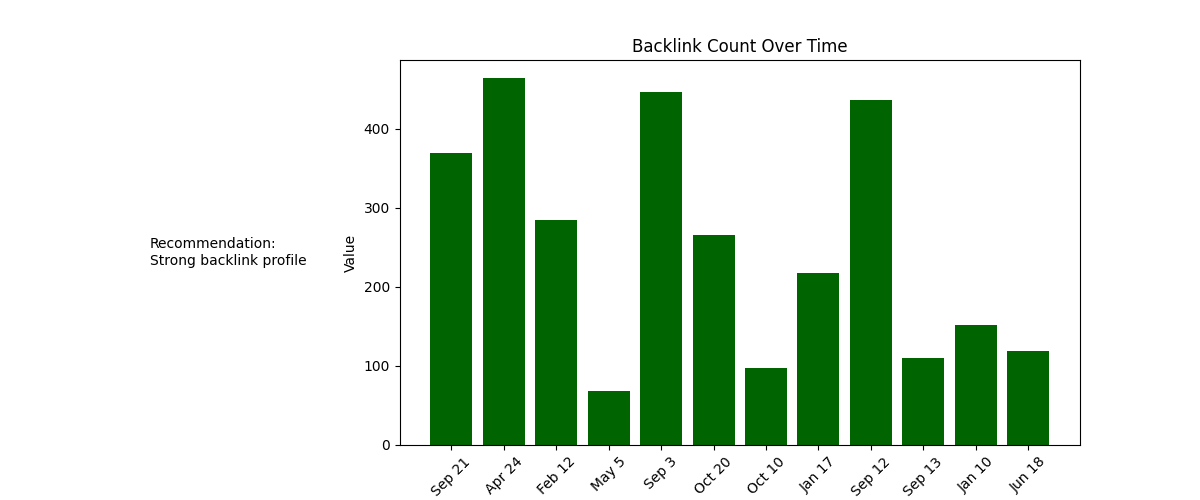 Backlink Count Over Time
Recommendation:
Strong backlink profile
Value
400
300
200
100
0
Sep 21
Apr 24
Feb 12
May 5
Sep 3
Oct 20
Oct 10
Jan 17
Sep 12
Sep 13
Jan 10
Jun 18